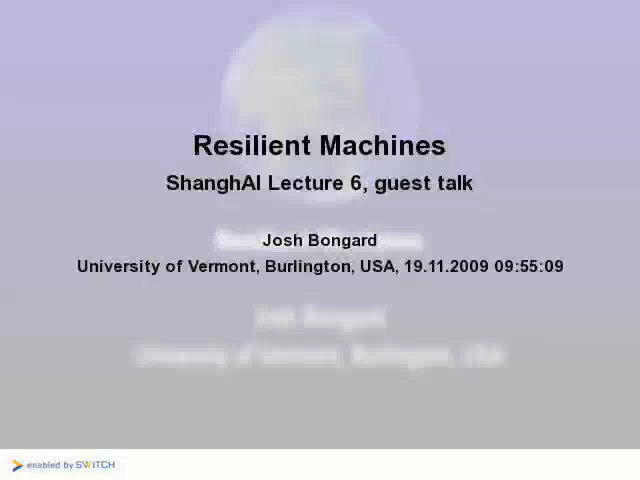 Resilient Machines
ShanghAI Lecture 6, guest talk
Josh Bongard
University of Vermont, Burlington, USA, 19.11.2009 09:55:09
enabled by SWITCH